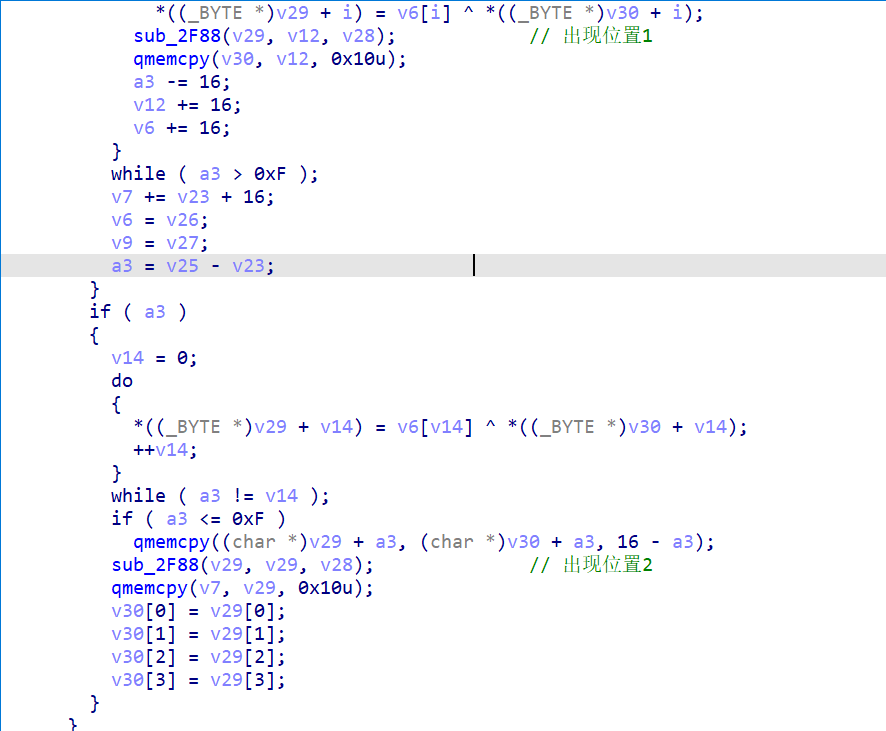 *((_BYTE *)v29 + i) = v6[i] ^ *((_BYTE *)v30 + i);
sub_2F88(v29, v12, v28); // 出现位置1
qmemcpy(v30, v12, 0x10u);
a3 -= 16;
v12 += 16;
v6 += 16;
}
while ( a3 > 0xF );
v7 += v23 + 16;
v6 = v26;
v9 = v27;
a3 = v25 - v23;
}
if ( a3 )
{
v14 = 0;
do
{
*((_BYTE *)v29 + v14) = v6[v14] ^ *((_BYTE *)v30 + v14);
++v14;
}
while ( a3 != v14 );
if ( a3 <= 0xF )
qmemcpy((char *)v29 + a3, (char *)v30 + a3, 16 - a3);
sub_2F88(v29, v29, v28); // 出现位置2
qmemcpy(v7, v29, 0x10u);
v30[0] = v29[0];
v30[1] = v29[1];
v30[2] = v29[2];
v30[3] = v29[3];
}
}